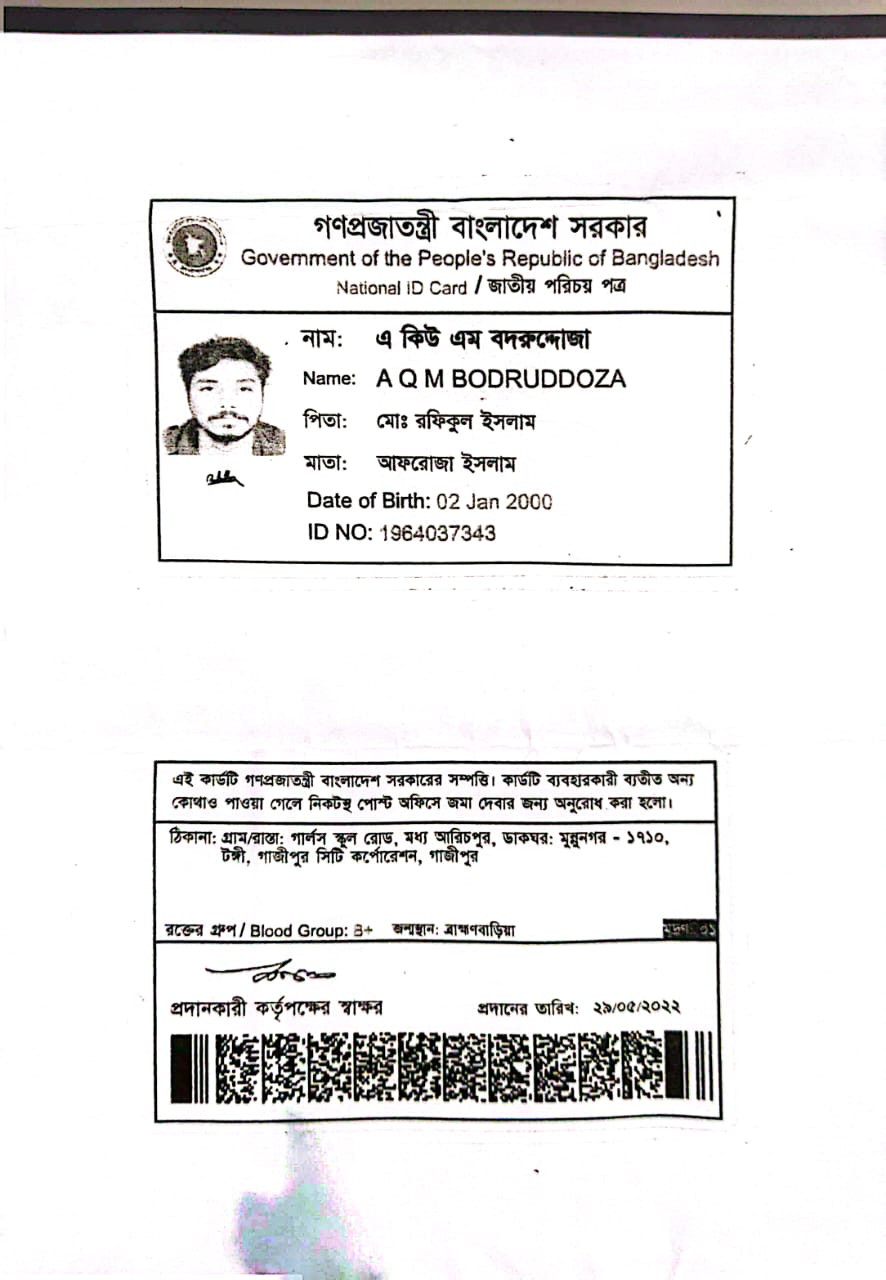 গণপ্রজাতন্ত্রী বাংলাদেশ সরকার
Government of the People's Republic of Bangladesh
National ID Card / জাতীয় পরিচয় পত্র
নাম: এ কিউ এম বদরুদ্দোজা
Name: A Q M BODRUDDOZA
পিতা: মোঃ রফিকুল ইসলাম
মাতা: আফরোজা ইসলাম
Date of Birth: 02 Jan 2000
ID NO: 1964037343
এই কার্ডটি গণপ্রজাতন্ত্রী বাংলাদেশ সরকারের সম্পত্তি। কার্ডটি ব্যবহারকারী ব্যতীত অন্য
কোথাও পাওয়া গেলে নিকটস্থ পোস্ট অফিসে জমা দেবার জন্য অনুরোধ করা হলো।
ঠিকানা: গ্রাম/রাস্তা: গার্লস স্কুল রোড, মধ্য আরিচপুর, ডাকঘর: মুন্নুনগর - ১৭১০,
টঙ্গী, গাজীপুর সিটি কর্পোরেশন, গাজীপুর
রক্তের গ্রুপ / Blood Group: B+ জন্মস্থান: ব্রাহ্মণবাড়িয়া
প্রদানকারী কর্তৃপক্ষের স্বাক্ষর প্রদানের তারিখ: ২৯/০৫/২০২২